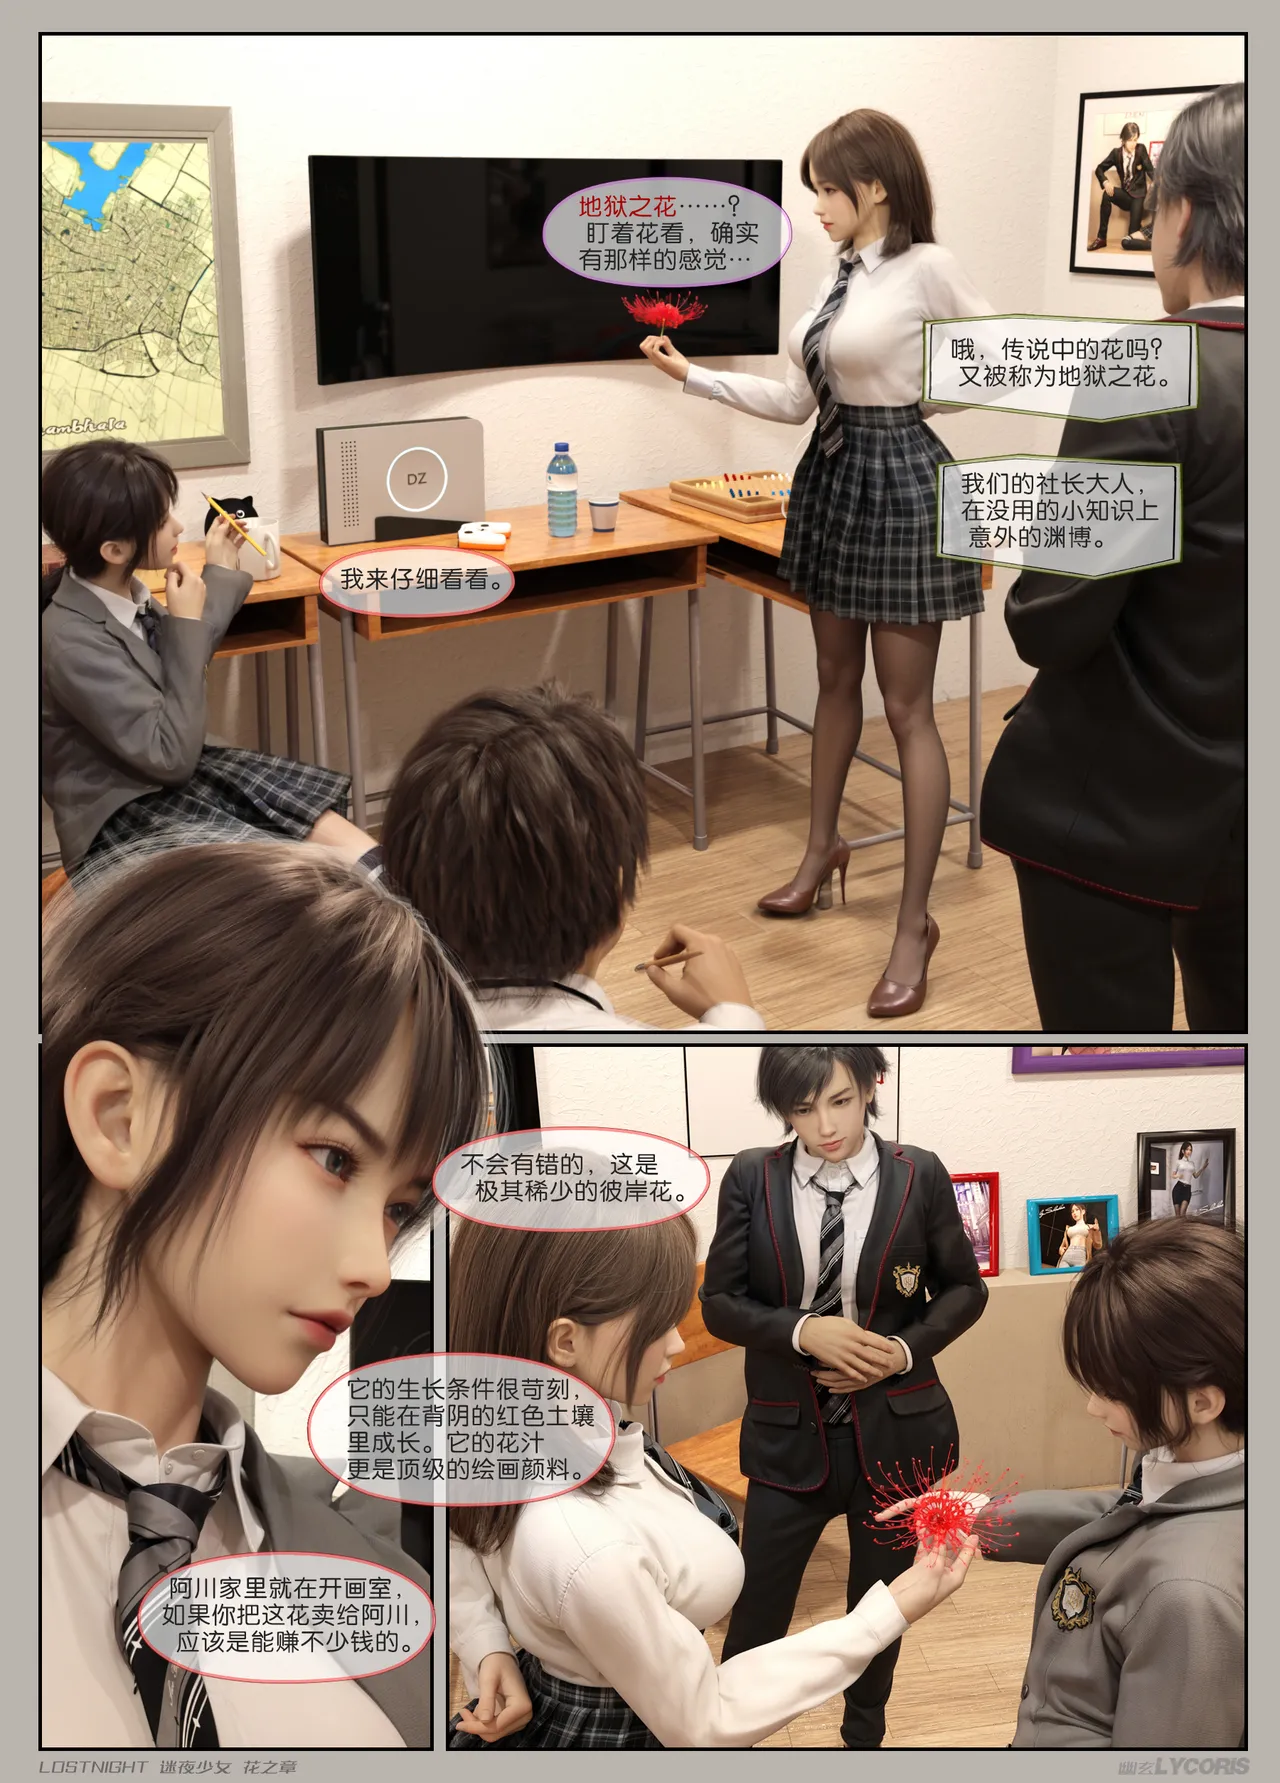 地狱之花……?
盯着花看，确实
有那样的感觉…
哦，传说中的花吗?
又被称为地狱之花。
我们的社长大人，
在没用的小知识上
意外的渊博。
我来仔细看看。
DZ
ambhala
不会有错的，这是
极其稀少的彼岸花。
它的生长条件很苛刻，
只能在背阴的红色土壤
里成长。它的花汁
更是顶级的绘画颜料。
阿川家里就在开画室，
如果你把这花卖给阿川，
应该是能赚不少钱的。
LOSTNIGHT 迷夜少女 花之章
幽玄LYCORIS